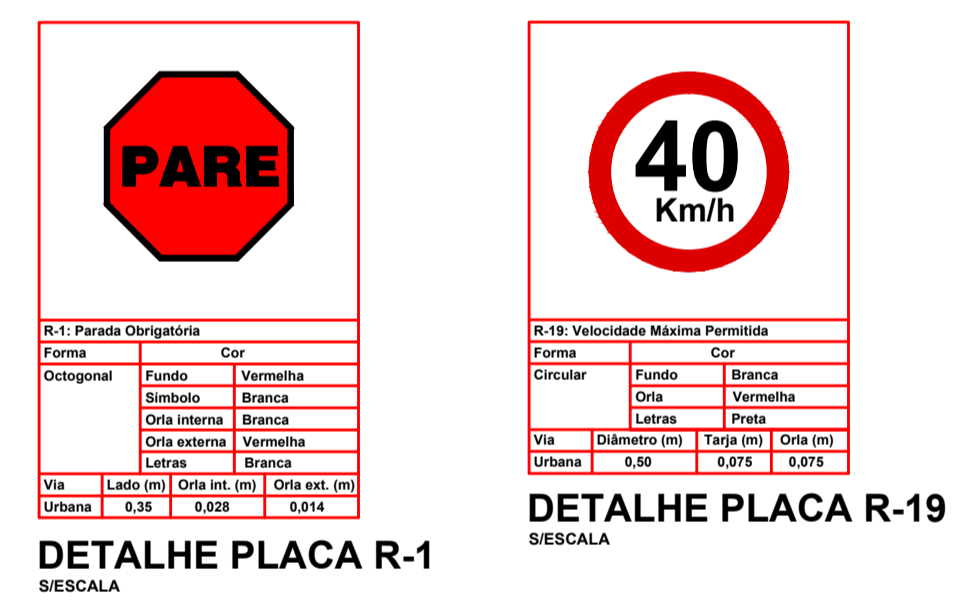 PARE
R-1: Parada Obrigatória
Forma Cor
Octogonal Fundo Vermelha
Símbolo Branca
Orla interna Branca
Orla externa Vermelha
Letras Branca
Via Lado (m) Orla int. (m) Orla ext. (m)
Urbana 0,35 0,028 0,014
DETALHE PLACA R-1
S/ESCALA
40
Km/h
R-19: Velocidade Máxima Permitida
Forma Cor
Circular Fundo Branca
Orla Vermelha
Letras Preta
Via Diâmetro (m) Tarja (m) Orla (m)
Urbana 0,50 0,075 0,075
DETALHE PLACA R-19
S/ESCALA